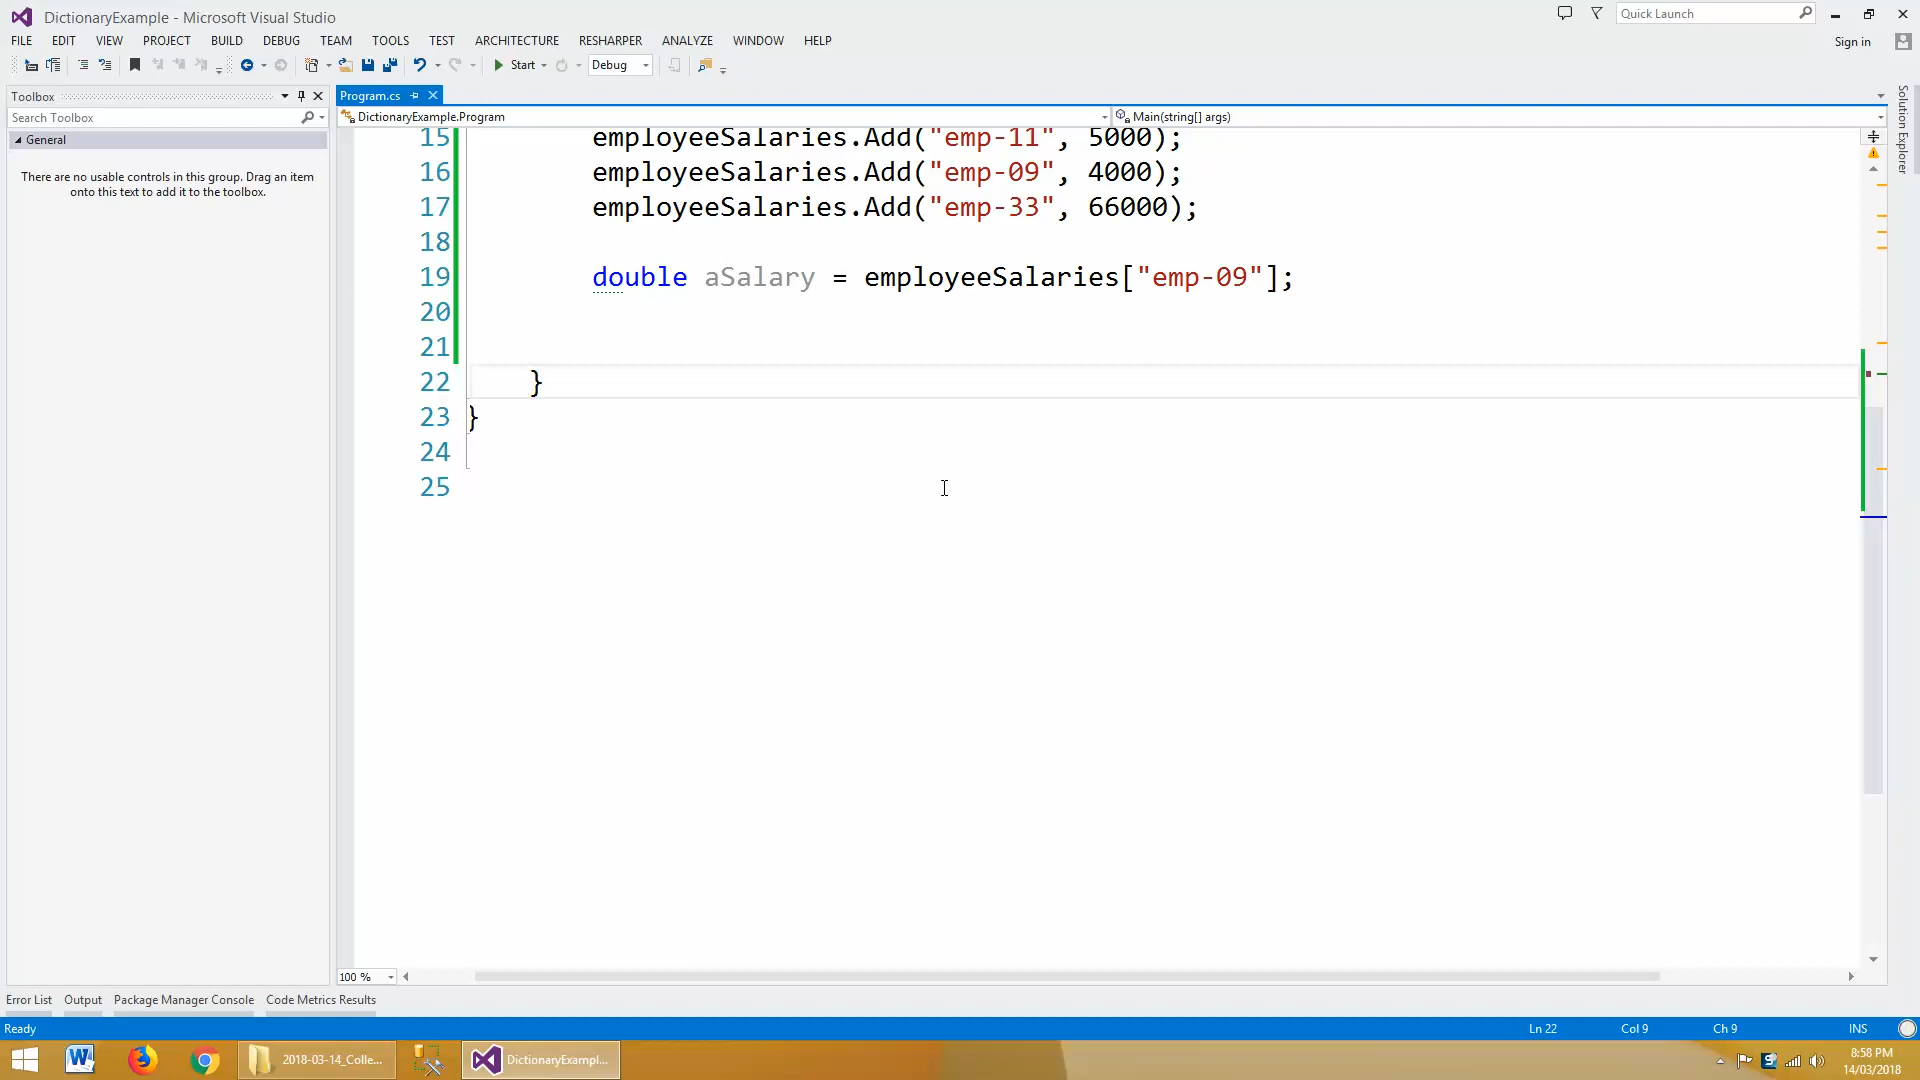 DictionaryExample - Microsoft Visual Studio
Quick Launch
FILE EDIT VIEW PROJECT BUILD DEBUG TEAM TOOLS TEST ARCHITECTURE RESHARPER ANALYZE WINDOW HELP
Sign in
Start Debug
Toolbox
Search Toolbox
General
There are no usable controls in this group. Drag an item
onto this text to add it to the toolbox.
Program.cs
DictionaryExample.Program
Main(string[] args)
Solution Explorer
15 employeeSalaries.Add("emp-11", 5000);
16 employeeSalaries.Add("emp-09", 4000);
17 employeeSalaries.Add("emp-33", 66000);
18
19 double aSalary = employeeSalaries["emp-09"];
20
21
22 }
23 }
24
25
100 %
Error List Output Package Manager Console Code Metrics Results
Ready
Ln 22 Col 9 Ch 9 INS
2018-03-14_Colle...
DictionaryExampl...
8:58 PM
14/03/2018